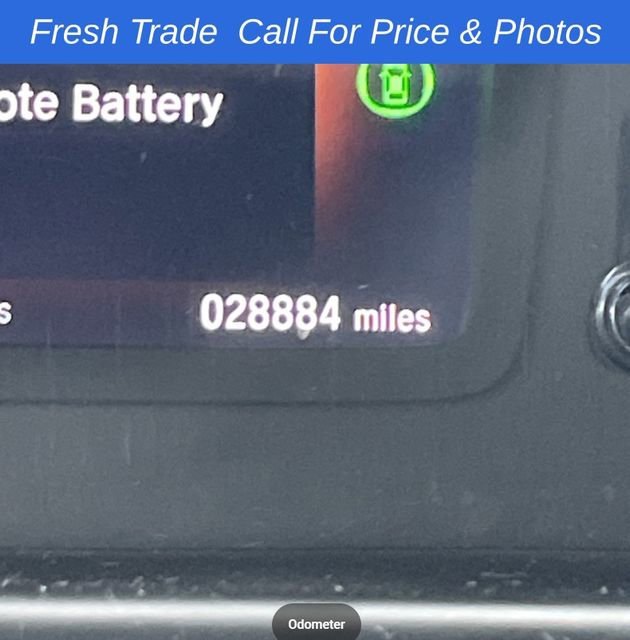 Fresh Trade  Call For Price & Photos
ote Battery
s
028884 miles
Odometer